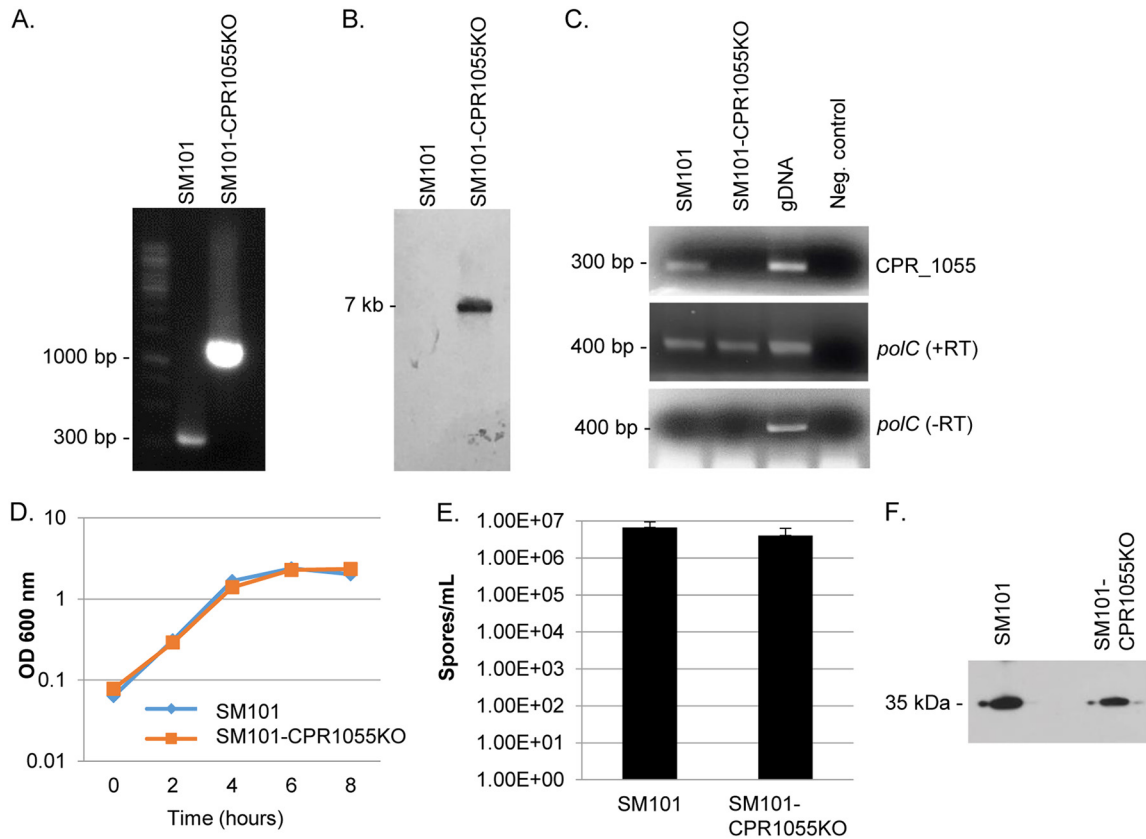 A.
SM101
SM101-CPR1055KO
1000 bp -
300 bp -
B.
SM101
SM101-CPR1055KO
7 kb -
C.
SM101
SM101-CPR1055KO
gDNA
Neg. control
300 bp -
CPR_1055
400 bp -
polC (+RT)
400 bp -
polC (-RT)
D.
10
1
0.1
0.01
OD 600 nm
0 2 4 6 8
Time (hours)
SM101
SM101-CPR1055KO
E.
1.00E+07
1.00E+06
1.00E+05
1.00E+04
1.00E+03
1.00E+02
1.00E+01
1.00E+00
Spores/mL
SM101
SM101-
CPR1055KO
F.
SM101
SM101-
CPR1055KO
35 kDa -